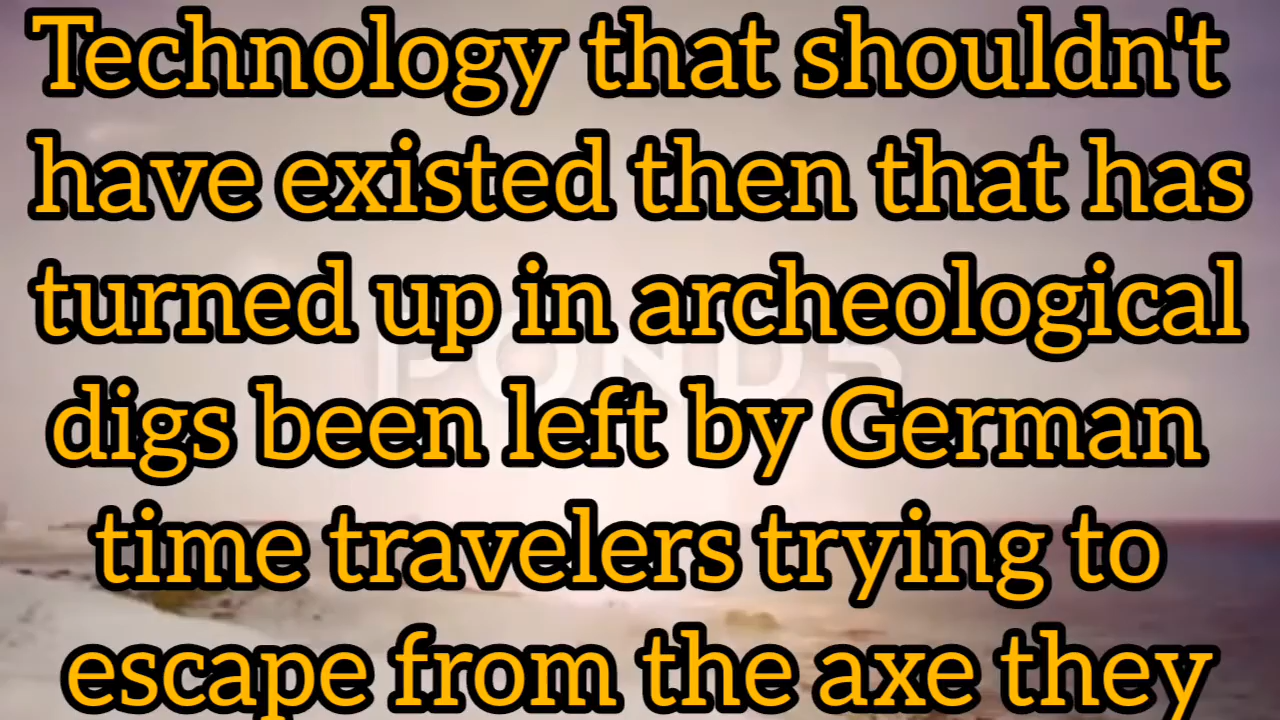 Technology that shouldn't
have existed then that has
turned up in archeological
POND5
digs been left by German
time travelers trying to
escape from the axe they